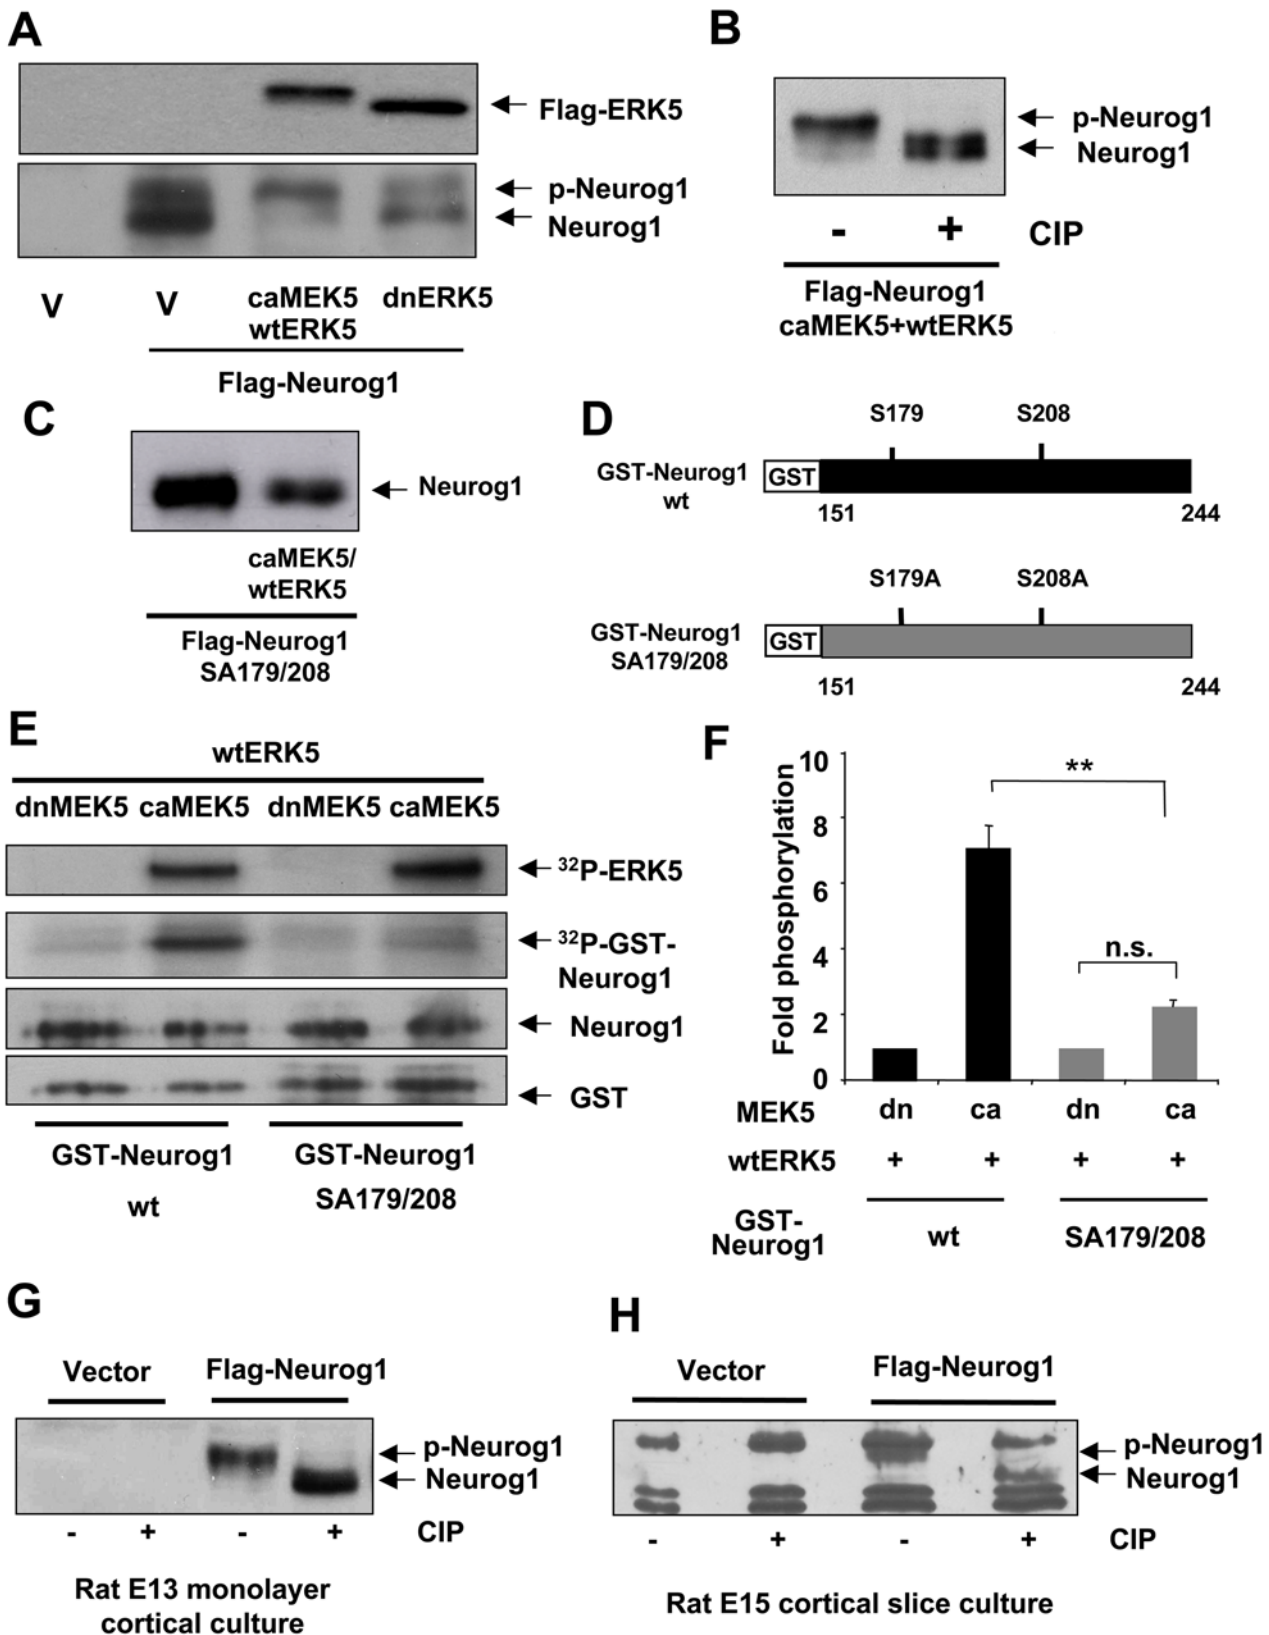 A
Flag-ERK5
p-Neurog1
Neurog1
V V caMEK5 dnERK5
wtERK5
Flag-Neurog1
B
p-Neurog1
Neurog1
- + CIP
Flag-Neurog1
caMEK5+wtERK5
C
Neurog1
caMEK5/
wtERK5
Flag-Neurog1
SA179/208
D
S179 S208
GST-Neurog1
wt
GST
151 244
S179A S208A
GST-Neurog1
SA179/208
GST
151 244
E
wtERK5
dnMEK5 caMEK5 dnMEK5 caMEK5
32P-ERK5
32P-GST-
Neurog1
Neurog1
GST
GST-Neurog1 GST-Neurog1
wt SA179/208
F
Fold phosphorylation
10
8
6
4
2
0
**
n.s.
MEK5 dn ca dn ca
wtERK5 + + + +
GST-
Neurog1
wt SA179/208
G
Vector Flag-Neurog1
p-Neurog1
Neurog1
- + - + CIP
Rat E13 monolayer
cortical culture
H
Vector Flag-Neurog1
p-Neurog1
Neurog1
- + - + CIP
Rat E15 cortical slice culture